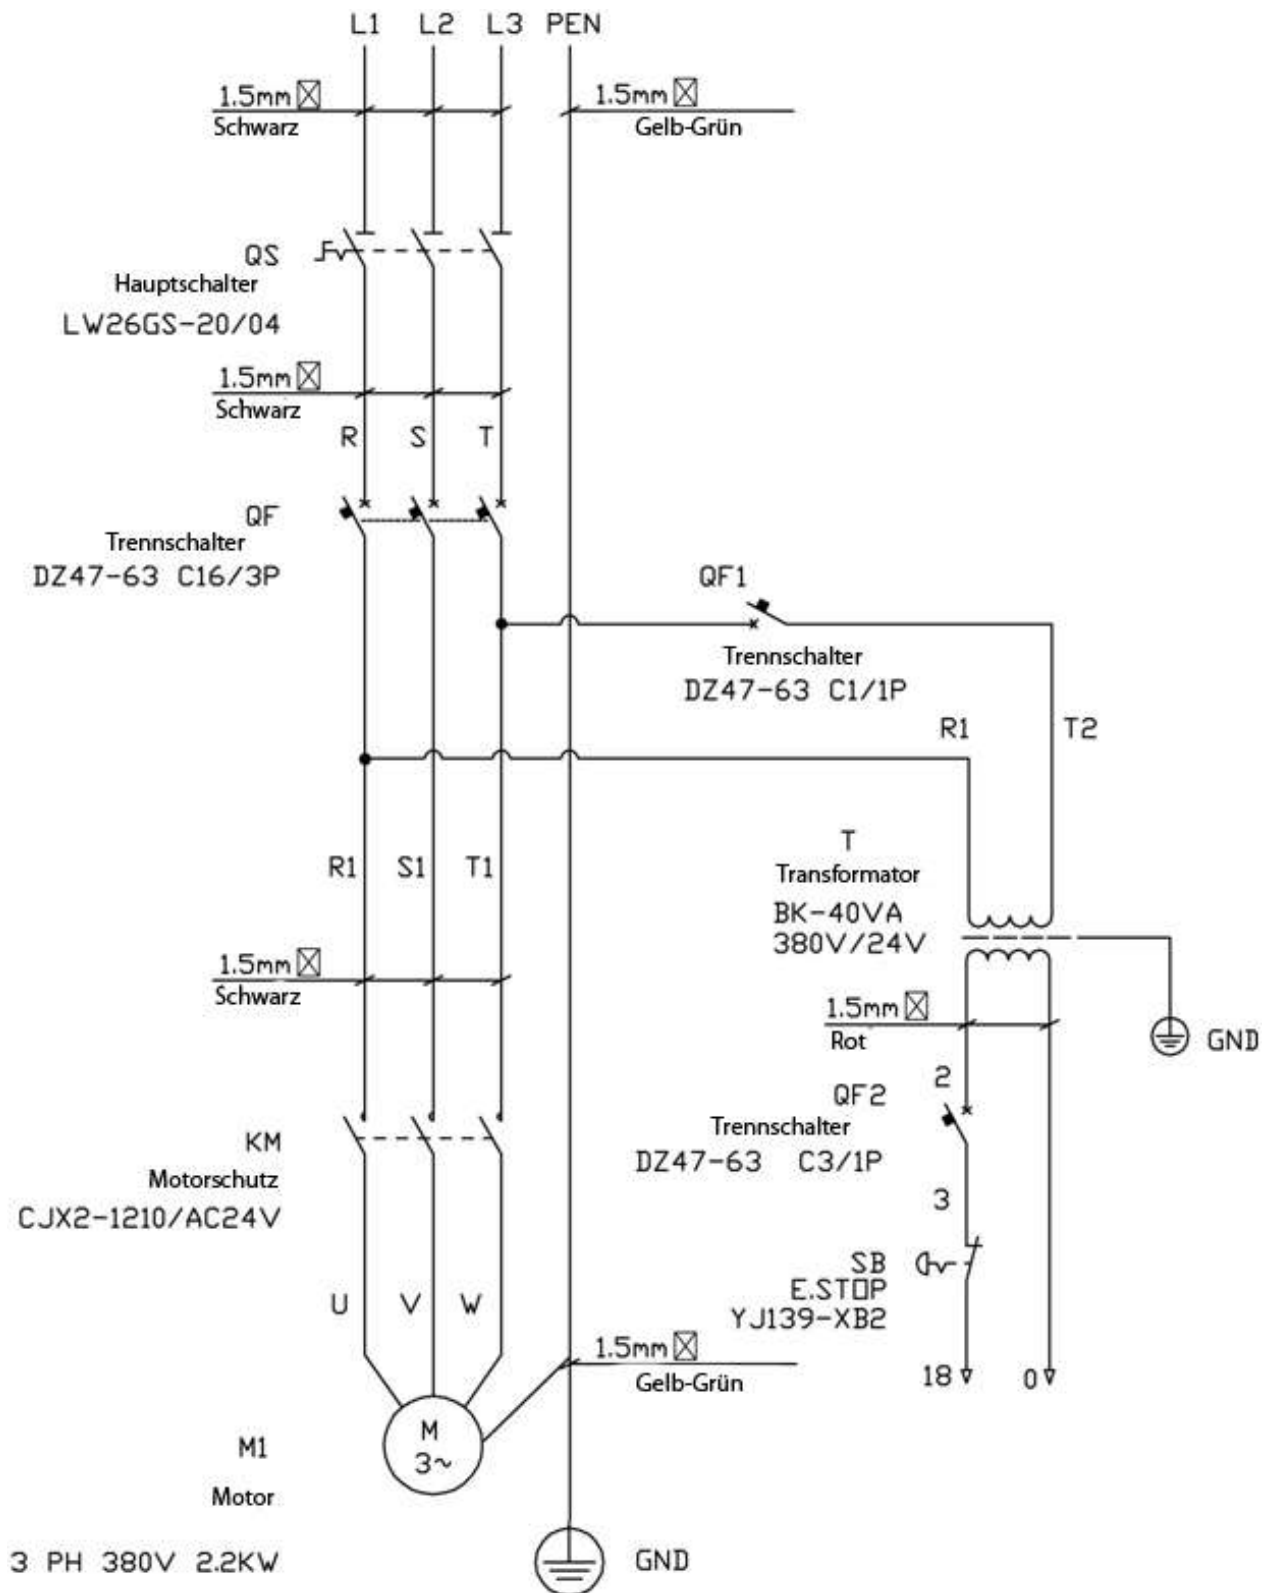 L1 L2 L3 PEN
1.5mm 1.5mm
Schwarz Gelb-Grün
QS
Hauptschalter
LW26GS-20/04
1.5mm
Schwarz
R S T
QF
Trennschalter
DZ47-63 C16/3P
QF1
Trennschalter
DZ47-63 C1/1P
R1 T2
T
Transformator
BK-40VA
380V/24V
R1 S1 T1
1.5mm
Schwarz
1.5mm
Rot
GND
2
QF2
Trennschalter
DZ47-63 C3/1P
3
KM
Motorschutz
CJX2-1210/AC24V
SB
E.STOP
YJ139-XB2
U V W
1.5mm
Gelb-Grün
18 0
M
3~
M1
Motor
3 PH 380V 2.2KW
GND